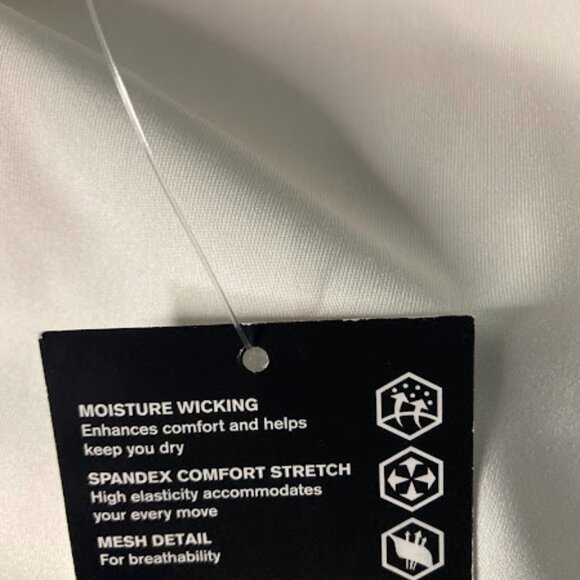 MOISTURE WICKING
Enhances comfort and helps
keep you dry
SPANDEX COMFORT STRETCH
High elasticity accommodates
your every move
MESH DETAIL
For breathability